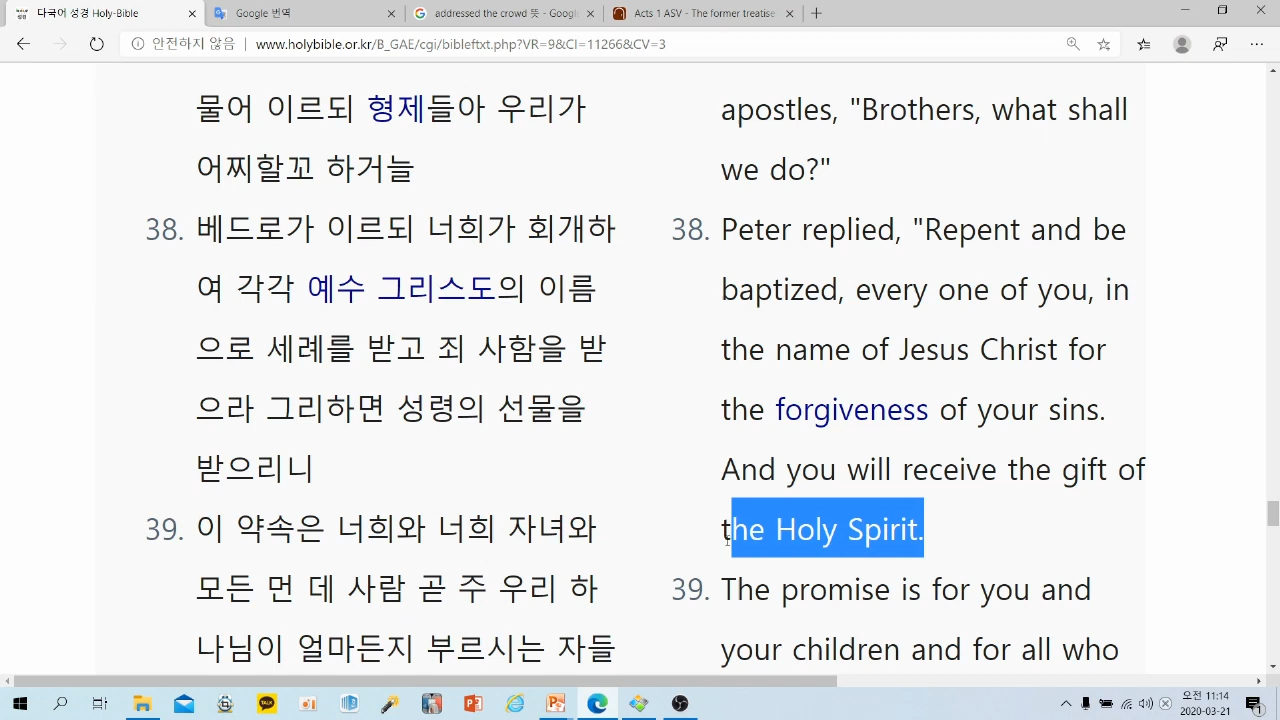 다국어 성경 Holy-Bible
Google 번역
addressed the crowd 뜻 - Googl
Acts 1 ASV - The former treatise
안전하지 않음 | www.holybible.or.kr/B_GAE/cgi/bibleftxt.php?VR=9&CI=11266&CV=3
물어 이르되 형제들아 우리가
어찌할꼬 하거늘
38. 베드로가 이르되 너희가 회개하
여 각각 예수 그리스도의 이름
으로 세례를 받고 죄 사함을 받
으라 그리하면 성령의 선물을
받으리니
39. 이 약속은 너희와 너희 자녀와
모든 먼 데 사람 곧 주 우리 하
나님이 얼마든지 부르시는 자들
apostles, "Brothers, what shall
we do?"
38. Peter replied, "Repent and be
baptized, every one of you, in
the name of Jesus Christ for
the forgiveness of your sins.
And you will receive the gift of
the Holy Spirit.
39. The promise is for you and
your children and for all who
오전 11:14
2020-03-21